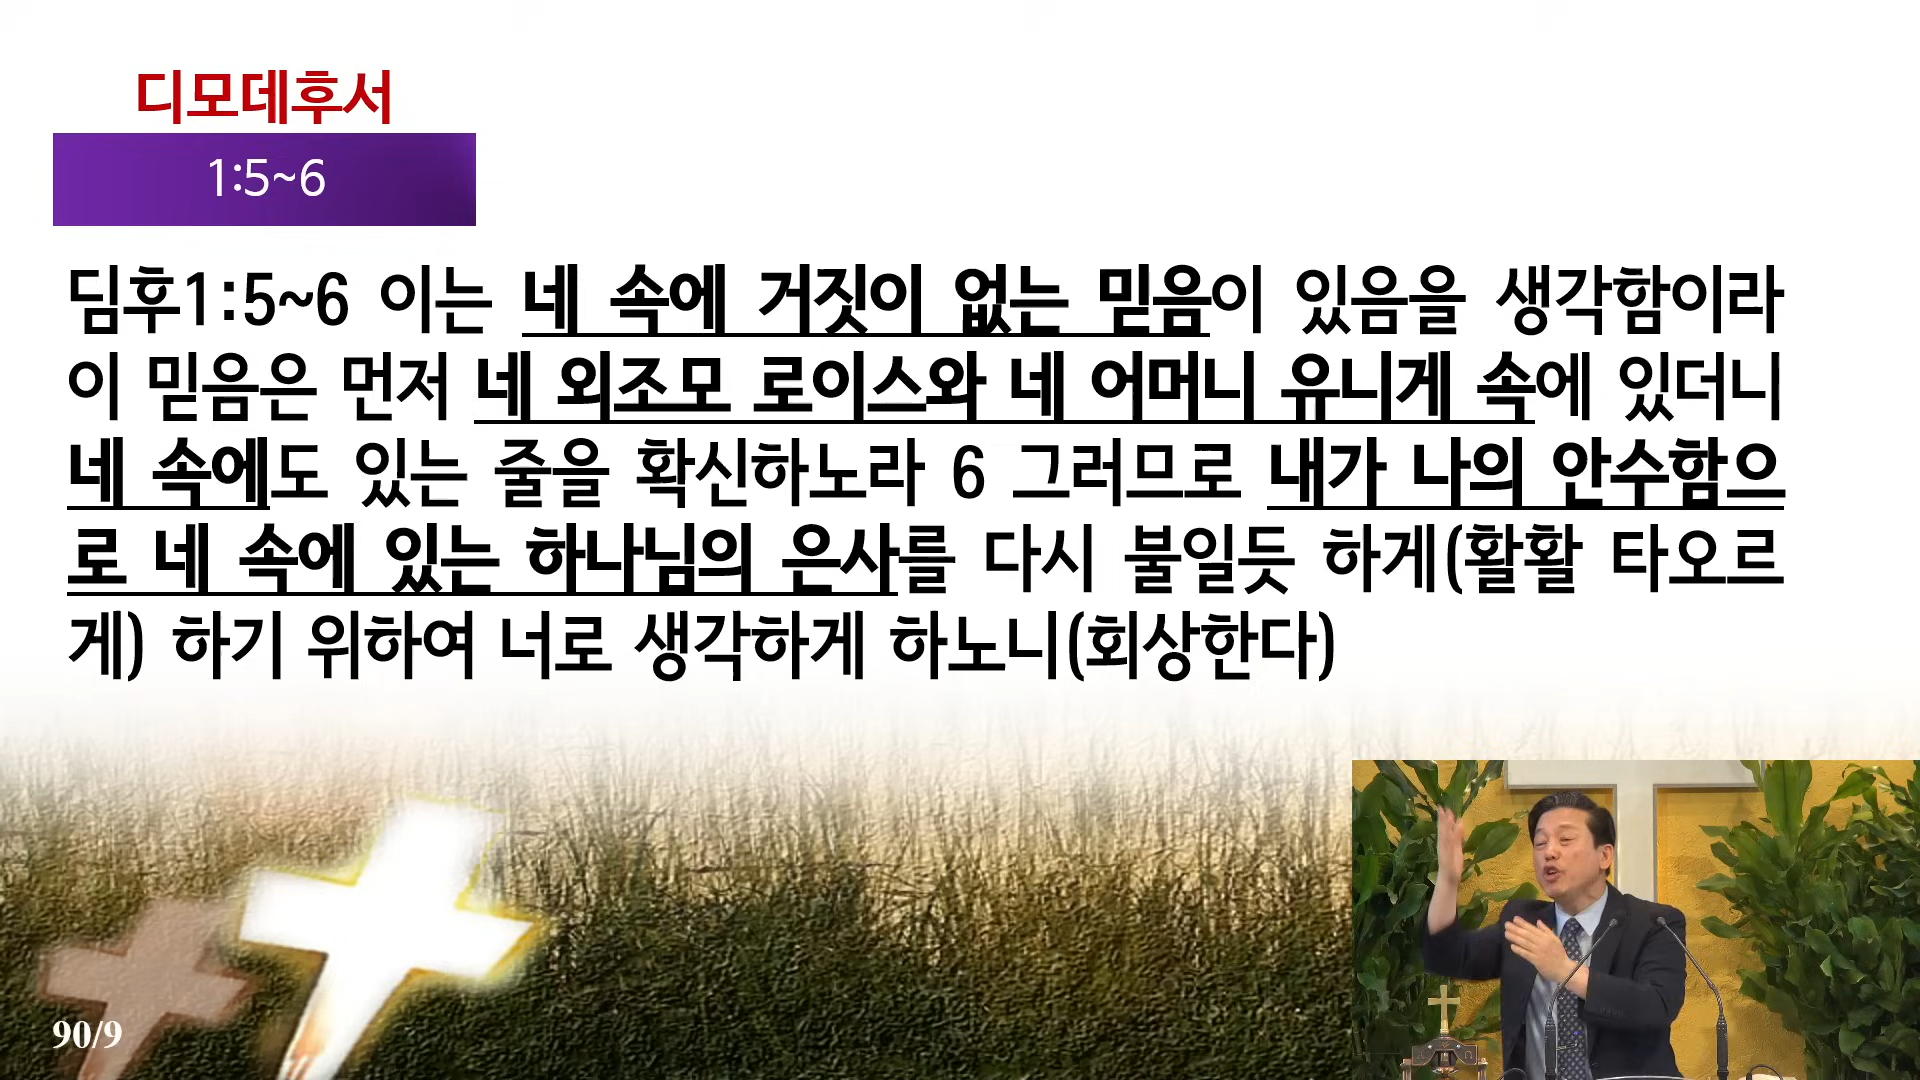 디모데후서
1:5~6
딤후1:5~6 이는 네 속에 거짓이 없는 믿음이 있음을 생각함이라
이 믿음은 먼저 네 외조모 로이스와 네 어머니 유니게 속에 있더니
네 속에도 있는 줄을 확신하노라 6 그러므로 내가 나의 안수함으
로 네 속에 있는 하나님의 은사를 다시 불일듯 하게(활활 타오르
게) 하기 위하여 너로 생각하게 하노니(회상한다)
90/9